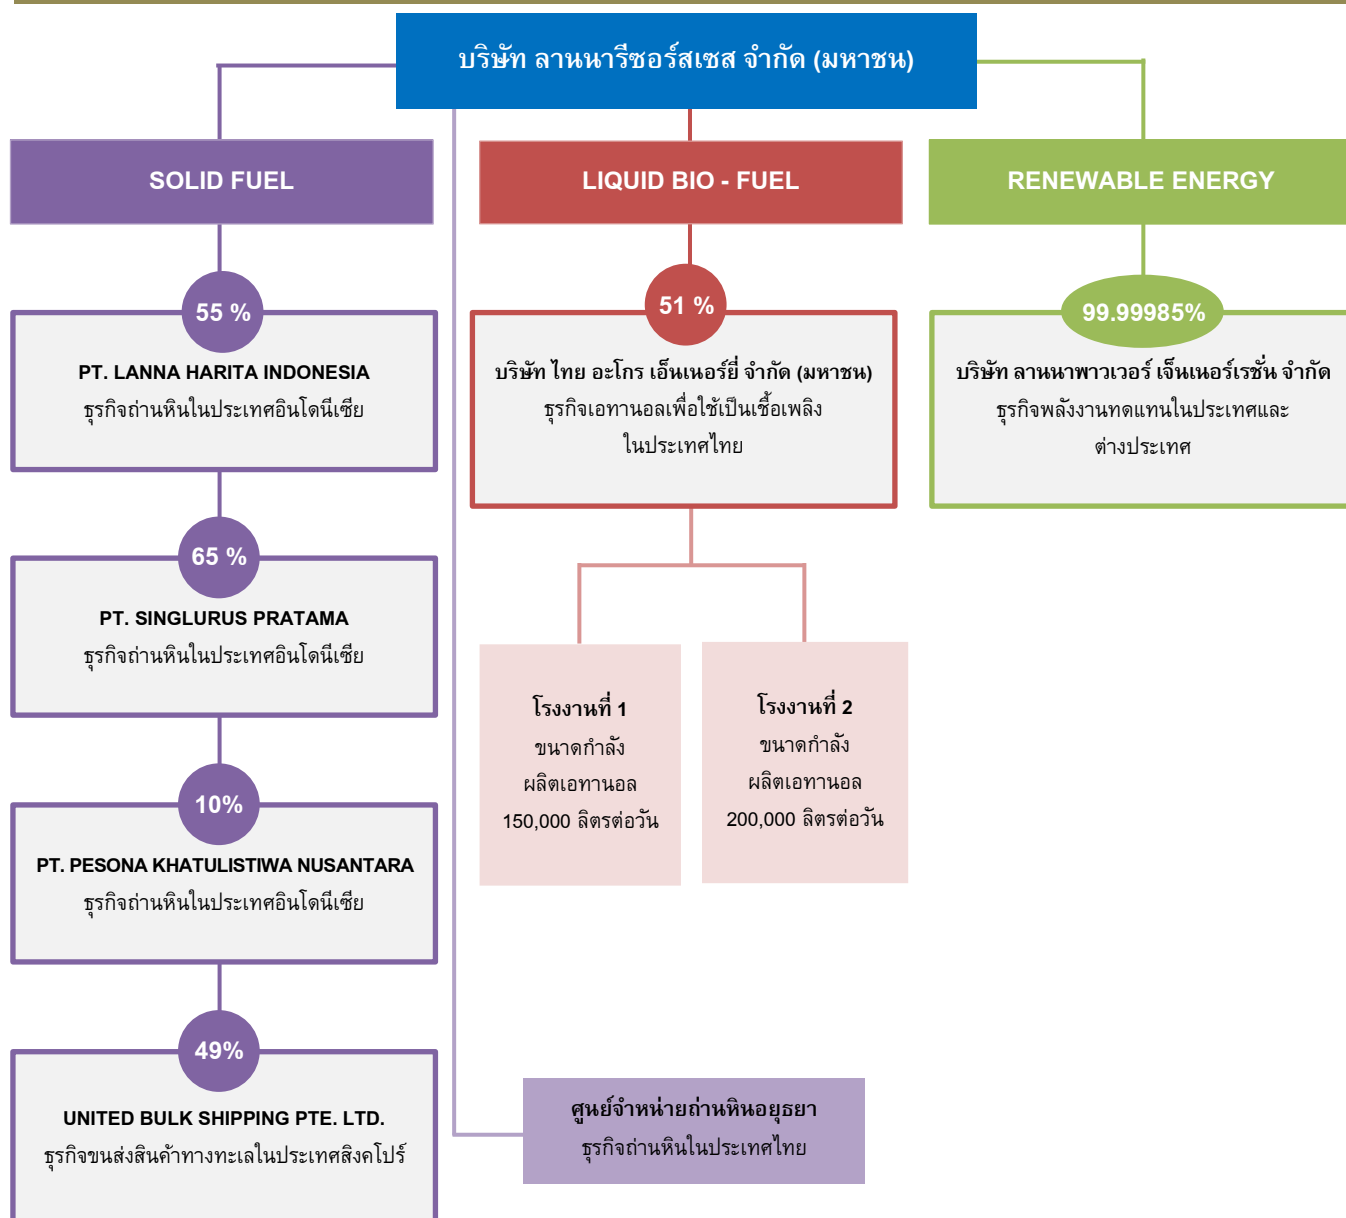 บริษัท ลานนารีซอร์สเซส จำกัด (มหาชน)
SOLID FUEL
55 %
PT. LANNA HARITA INDONESIA
ธุรกิจถ่านหินในประเทศอินโดนีเซีย
65 %
PT. SINGLURUS PRATAMA
ธุรกิจถ่านหินในประเทศอินโดนีเซีย
10%
PT. PESONA KHATULISTIWA NUSANTARA
ธุรกิจถ่านหินในประเทศอินโดนีเซีย
49%
UNITED BULK SHIPPING PTE. LTD.
ธุรกิจขนส่งสินค้าทางทะเลในประเทศสิงคโปร์
LIQUID BIO - FUEL
51 %
บริษัท ไทย อะโกร เอ็นเนอร์ยี่ จำกัด (มหาชน)
ธุรกิจเอทานอลเพื่อใช้เป็นเชื้อเพลิง
ในประเทศไทย
โรงงานที่ 1
ขนาดกำลัง
ผลิตเอทานอล
150,000 ลิตรต่อวัน
โรงงานที่ 2
ขนาดกำลัง
ผลิตเอทานอล
200,000 ลิตรต่อวัน
ศูนย์จำหน่ายถ่านหินอยุธยา
ธุรกิจถ่านหินในประเทศไทย
RENEWABLE ENERGY
99.99985%
บริษัท ลานนาพาวเวอร์ เจ็นเนอร์เรชั่น จำกัด
ธุรกิจพลังงานทดแทนในประเทศและ
ต่างประเทศ